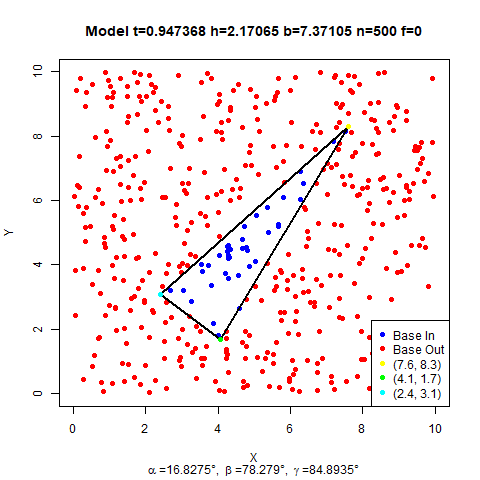 Model t=0.947368 h=2.17065 b=7.37105 n=500 f=0
10
8
6
4
2
0
Y
Base In
Base Out
(7.6, 8.3)
(4.1, 1.7)
(2.4, 3.1)
0 2 4 6 8 10
X
α=16.8275°, β=78.279°, γ=84.8935°